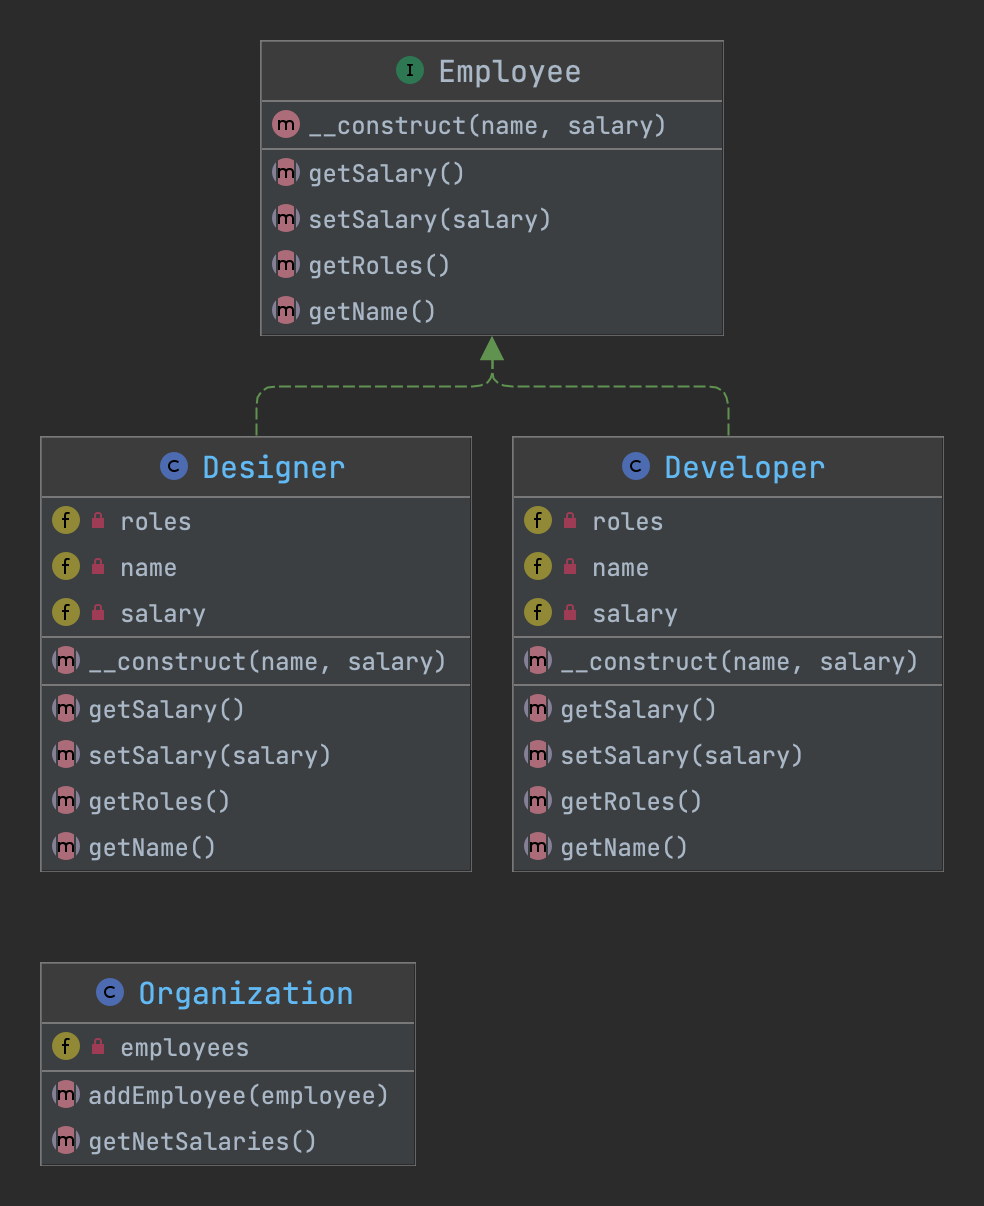 I Employee
m __construct(name, salary)
m getSalary()
m setSalary(salary)
m getRoles()
m getName()
C Designer
f roles
f name
f salary
m __construct(name, salary)
m getSalary()
m setSalary(salary)
m getRoles()
m getName()
C Developer
f roles
f name
f salary
m __construct(name, salary)
m getSalary()
m setSalary(salary)
m getRoles()
m getName()
C Organization
f employees
m addEmployee(employee)
m getNetSalaries()